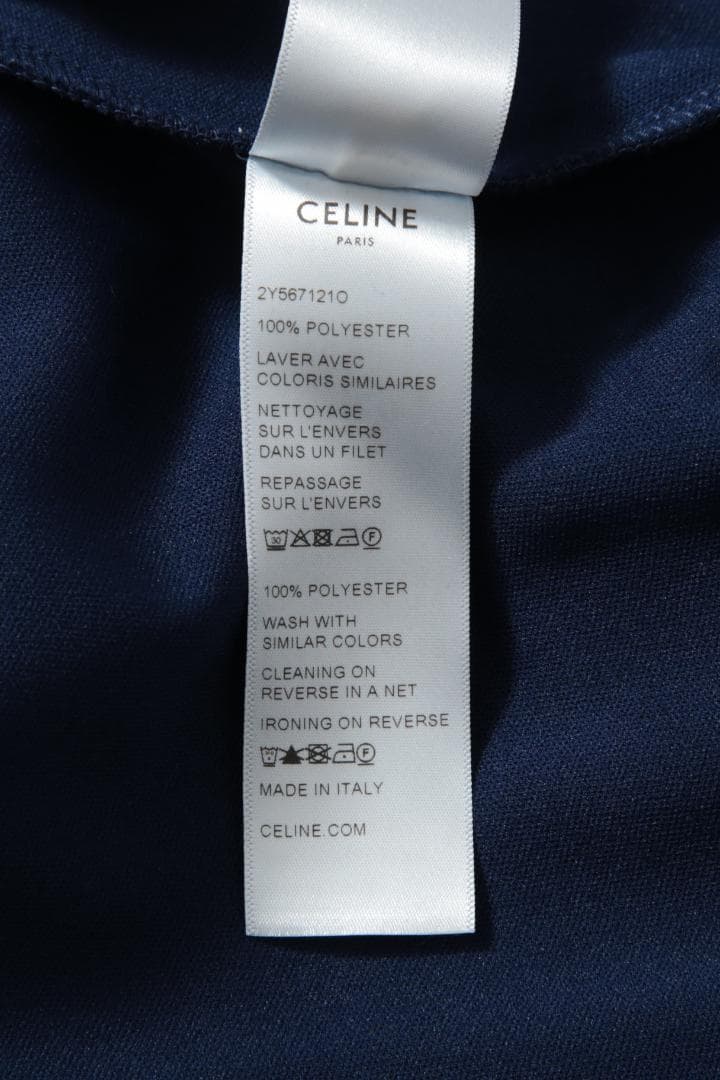 CELINE
PARIS
2Y567121O
100% POLYESTER
LAVER AVEC
COLORIS SIMILAIRES
NETTOYAGE
SUR L'ENVERS
DANS UN FILET
REPASSAGE
SUR L'ENVERS
30 F
100% POLYESTER
WASH WITH
SIMILAR COLORS
CLEANING ON
REVERSE IN A NET
IRONING ON REVERSE
F
MADE IN ITALY
CELINE.COM